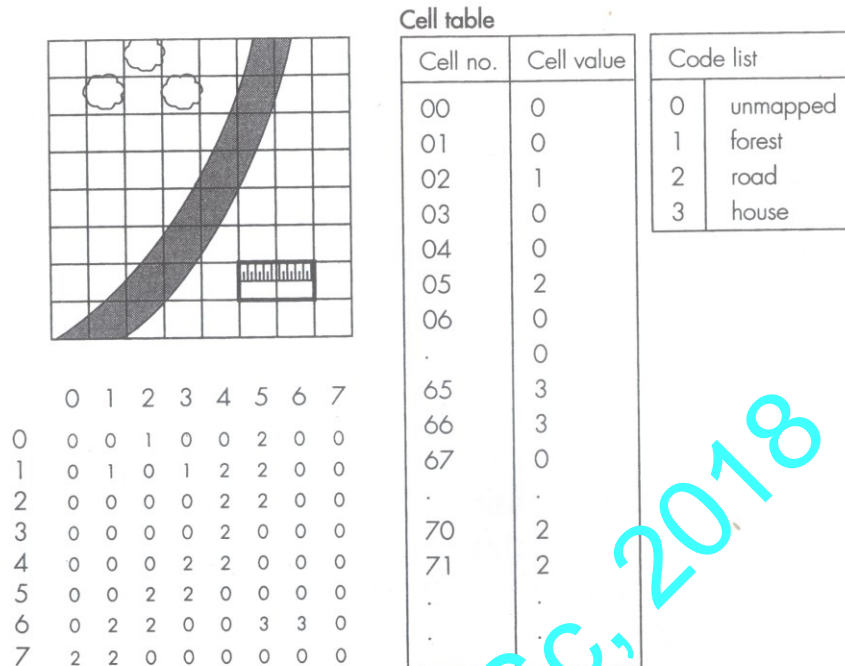 Cell table
Cell no. Cell value
00 0
01 0
02 1
03 0
04 0
05 2
06 0
. 0
65 3
66 3
67 0
. .
70 2
71 2
. .
. .
Code list
0 unmapped
1 forest
2 road
3 house
0 1 2 3 4 5 6 7
0 0 0 1 0 0 2 0 0
1 0 1 0 1 2 2 0 0
2 0 0 0 0 2 2 0 0
3 0 0 0 0 2 0 0 0
4 0 0 0 2 2 0 0 0
5 0 0 2 2 0 0 0 0
6 0 2 2 0 0 3 3 0
7 2 2 0 0 0 0 0 0
2018